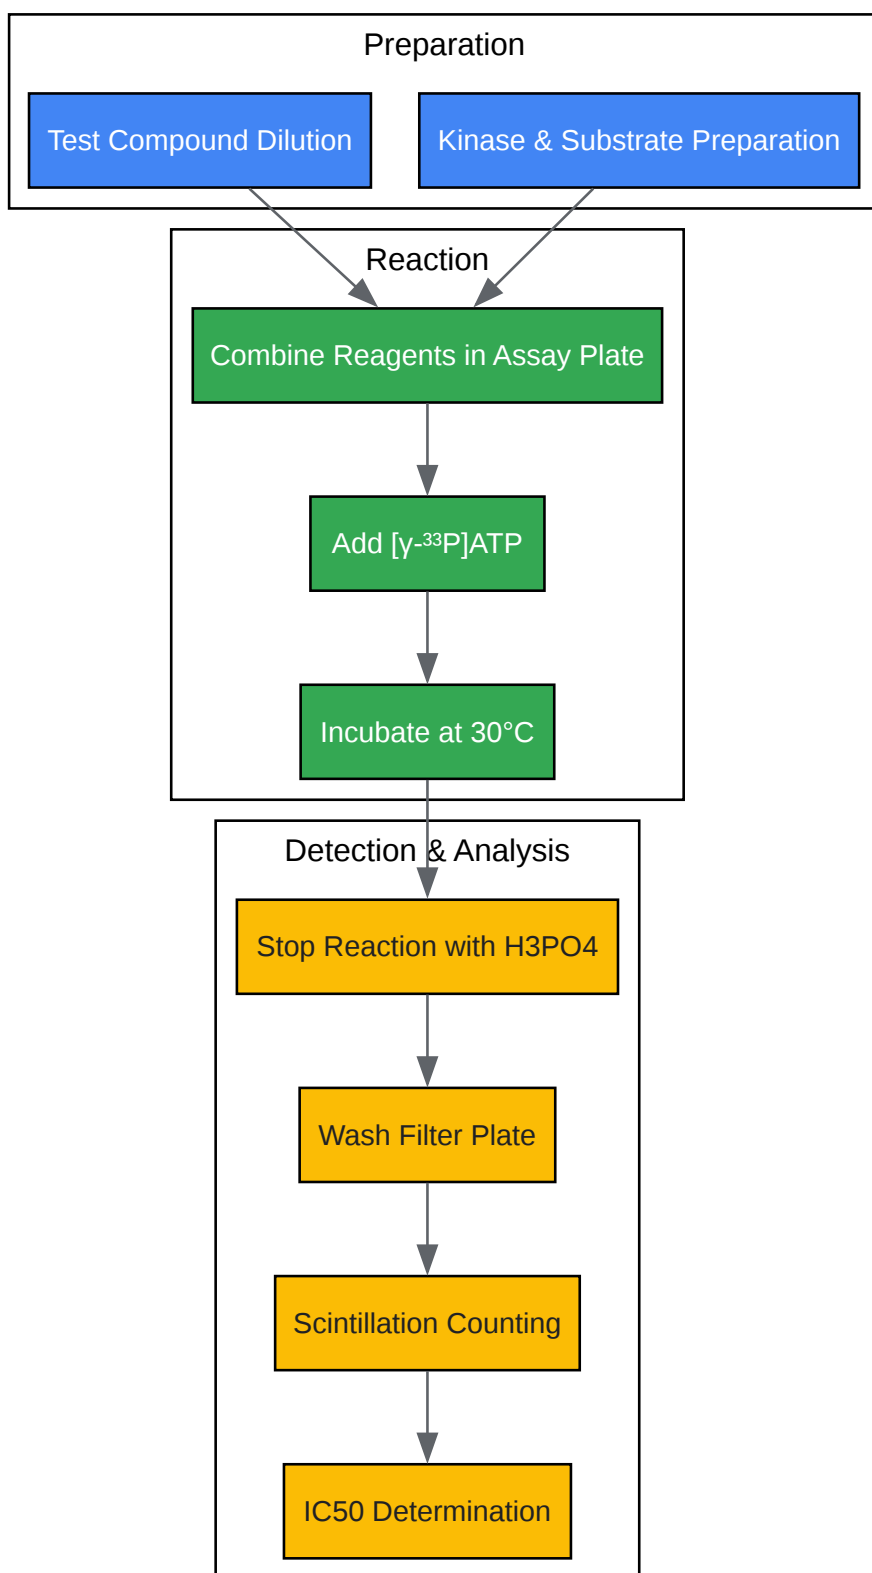 Preparation
Test Compound Dilution
Kinase & Substrate Preparation
Reaction
Combine Reagents in Assay Plate
Add [γ-³³P]ATP
Incubate at 30°C
Detection & Analysis
Stop Reaction with H3PO4
Wash Filter Plate
Scintillation Counting
IC50 Determination